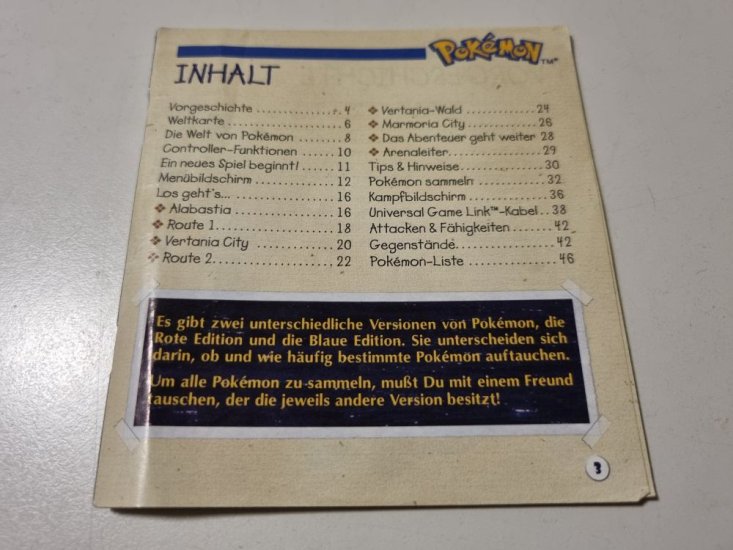 POKéMON™
INHALT
Vorgeschichte ................ 4
Weltkarte .................... 6
Die Welt von Pokémon ......... 8
Controller-Funktionen ...... 10
Ein neues Spiel beginnt! ..... 11
Menübildschirm ............. 12
Los geht's... ................ 16
❖ Alabastia ................ 16
❖ Route 1 .................. 18
❖ Vertania City ............ 20
❖ Route 2 .................. 22
❖ Vertania-Wald ............ 24
❖ Marmoria City ............ 26
❖ Das Abenteuer geht weiter 28
❖ Arenaleiter ............... 29
Tips & Hinweise ............. 30
Pokémon sammeln ............ 32
Kampfbildschirm ............. 36
Universal Game Link™-Kabel .. 38
Attacken & Fähigkeiten ...... 42
Gegenstände ................. 42
Pokémon-Liste ............... 46
Es gibt zwei unterschiedliche Versionen von Pokémon, die
Rote Edition und die Blaue Edition. Sie unterscheiden sich
darin, ob und wie häufig bestimmte Pokémon auftauchen.
Um alle Pokémon zu sammeln, mußt Du mit einem Freund
tauschen, der die jeweils andere Version besitzt!
3